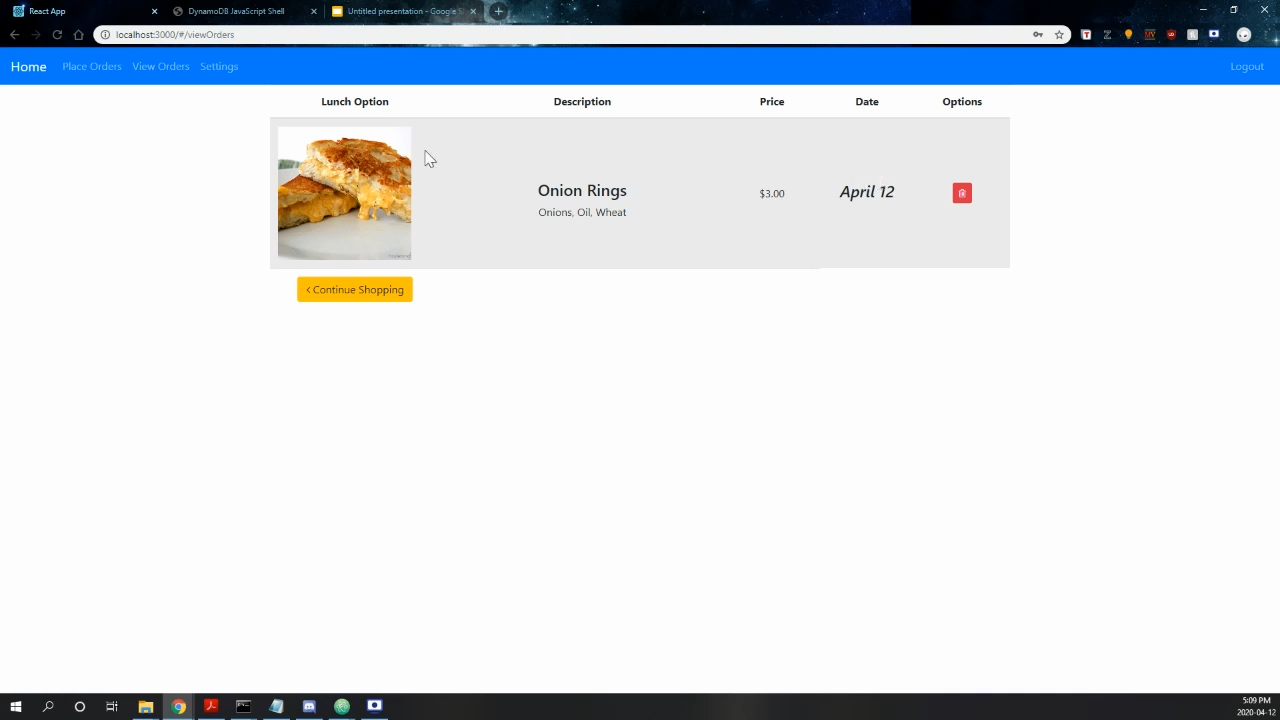 React App
DynamoDB JavaScript Shell
Untitled presentation - Google S
localhost:3000/#/viewOrders
Home Place Orders View Orders Settings Logout
Lunch Option Description Price Date Options
Onion Rings
Onions, Oil, Wheat
$3.00
April 12
< Continue Shopping
5:09 PM
2020-04-12